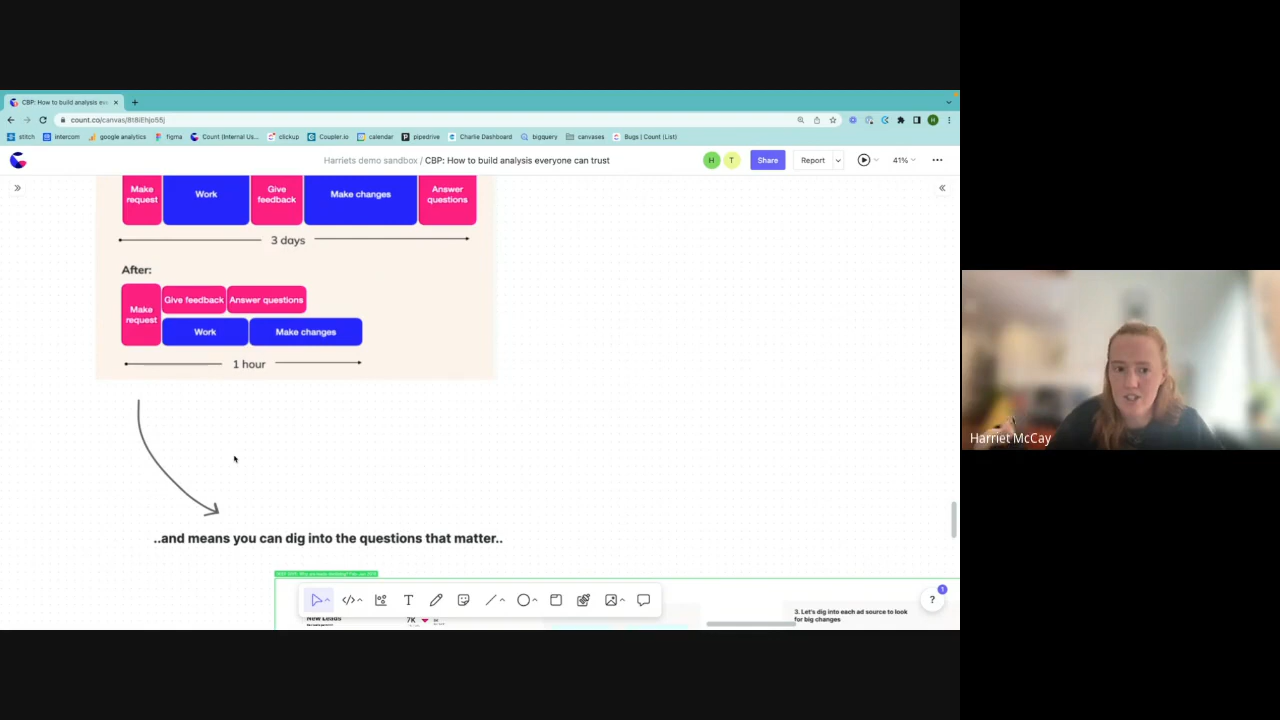 CBP: How to build analysis eve
count.co/canvas/8t8iEhjo55j
stitch intercom google analytics figma Count (Internal Us... clickup Coupler.io calendar pipedrive Charlie Dashboard bigquery canvases Bugs | Count (List)
Harriets demo sandbox / CBP: How to build analysis everyone can trust
H T Share Report 41%
Make request
Work
Give feedback
Make changes
Answer questions
3 days
After:
Make request
Give feedback
Answer questions
Work
Make changes
1 hour
..and means you can dig into the questions that matter..
3. Let's dig into each ad source to look
for big changes
New Leads
7K
T
?
1
Harriet McCay